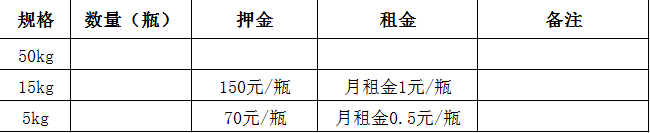 规格 数量（瓶） 押金 租金 备注
50kg
15kg 150元/瓶 月租金1元/瓶
5kg 70元/瓶 月租金0.5元/瓶